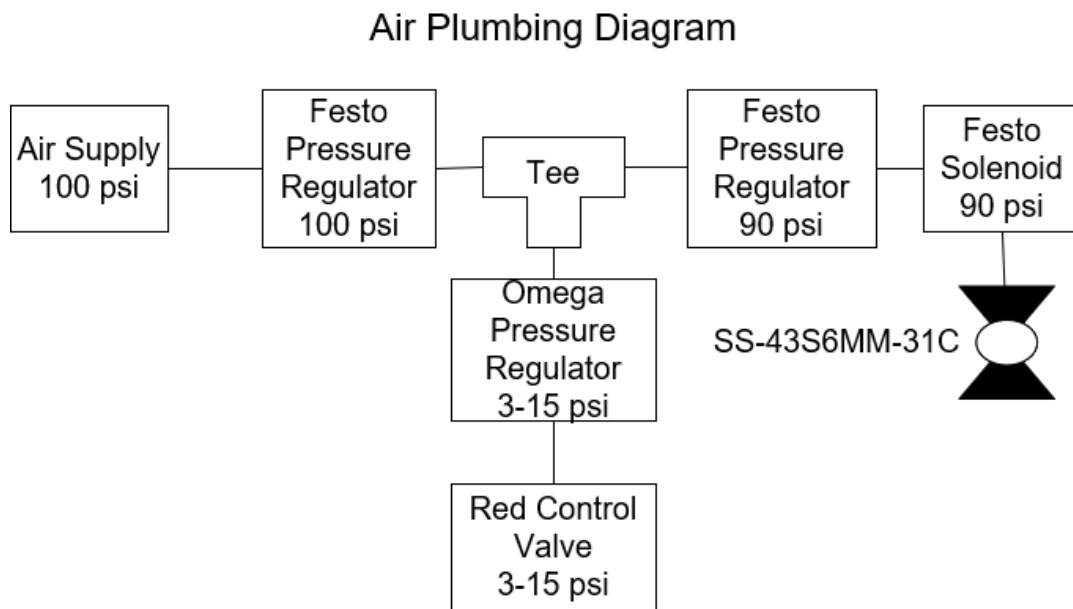 Air Plumbing Diagram
Air Supply
100 psi
Festo
Pressure
Regulator
100 psi
Tee
Festo
Pressure
Regulator
90 psi
Festo
Solenoid
90 psi
Omega
Pressure
Regulator
3-15 psi
SS-43S6MM-31C
Red Control
Valve
3-15 psi